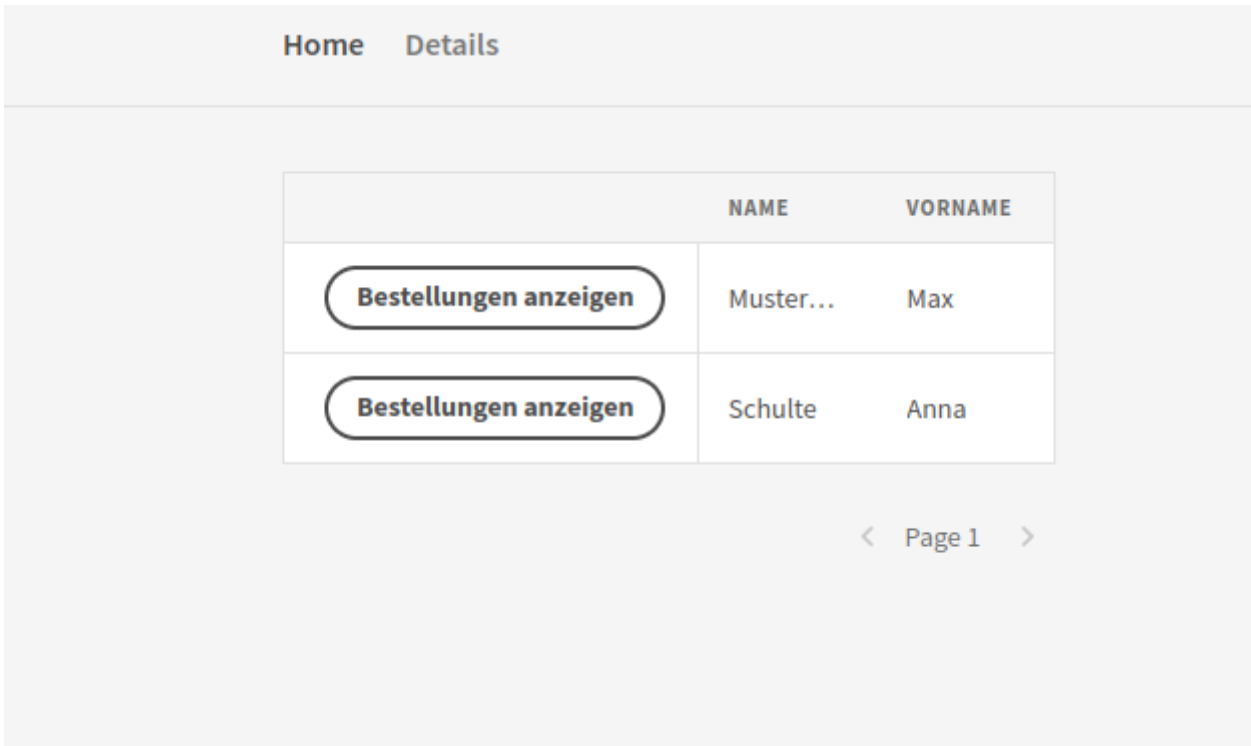 Home Details
NAME VORNAME
Bestellungen anzeigen Muster… Max
Bestellungen anzeigen Schulte Anna
Page 1